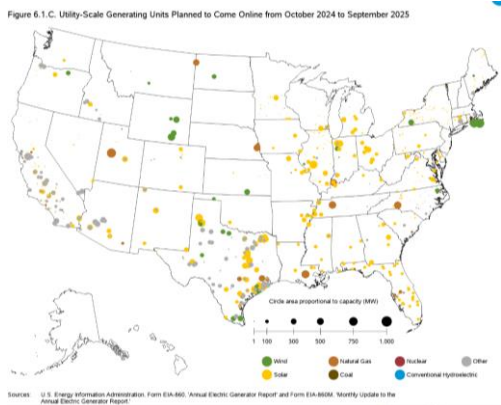 Figure 6.1.C. Utility-Scale Generating Units Planned to Come Online from October 2024 to September 2025
Circle area proportional to capacity (MW)
1 100 300 500 750 1,000
Wind Natural Gas Nuclear Other
Solar Coal Conventional Hydroelectric
Sources: U.S. Energy Information Administration, Form EIA-860, 'Annual Electric Generator Report' and Form EIA-860M, 'Monthly Update to the
Annual Electric Generator Report.'